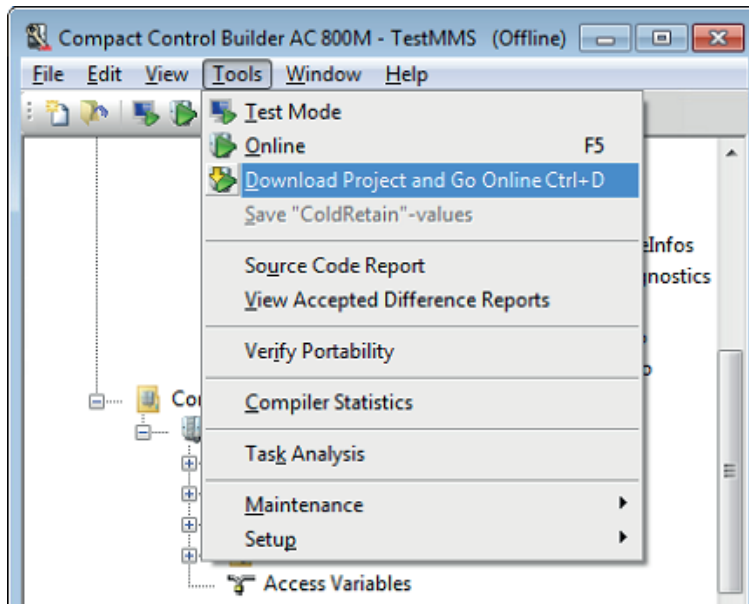 Compact Control Builder AC 800M - TestMMS (Offline)
File Edit View Tools Window Help
Test Mode
Online F5
Download Project and Go Online Ctrl+D
Save "ColdRetain"-values
Source Code Report
View Accepted Difference Reports
Verify Portability
Compiler Statistics
Task Analysis
Maintenance
Setup
Access Variables